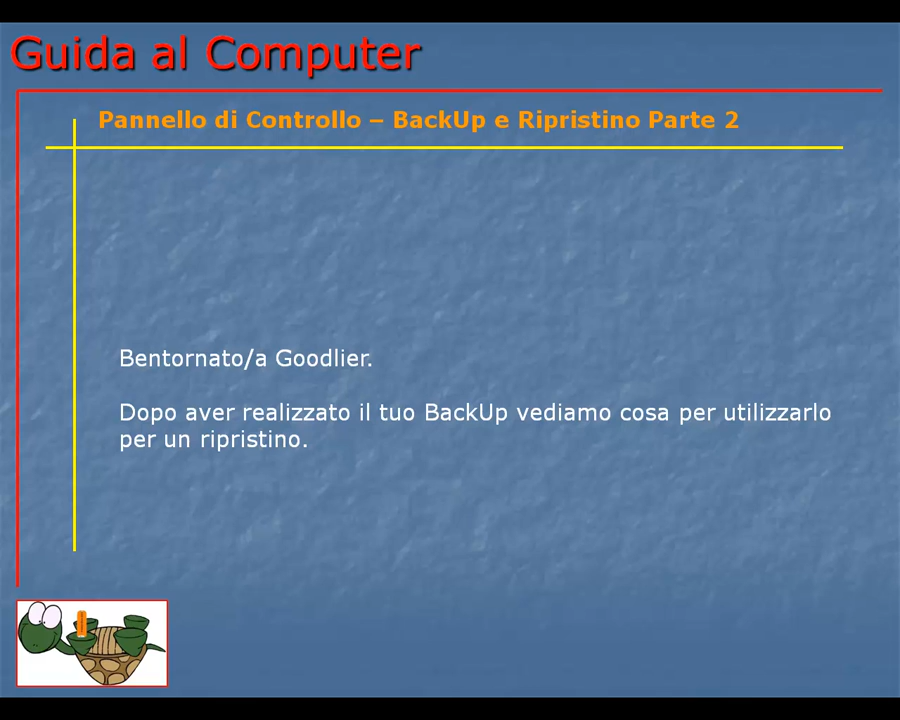 Guida al Computer
Pannello di Controllo – BackUp e Ripristino Parte 2
Bentornato/a Goodlier.
Dopo aver realizzato il tuo BackUp vediamo cosa per utilizzarlo
per un ripristino.